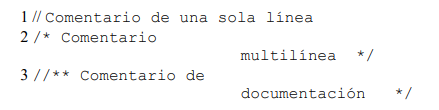 1 // Comentario de una sola línea
2 /* Comentario
multilínea */
3 //** Comentario de
documentación */